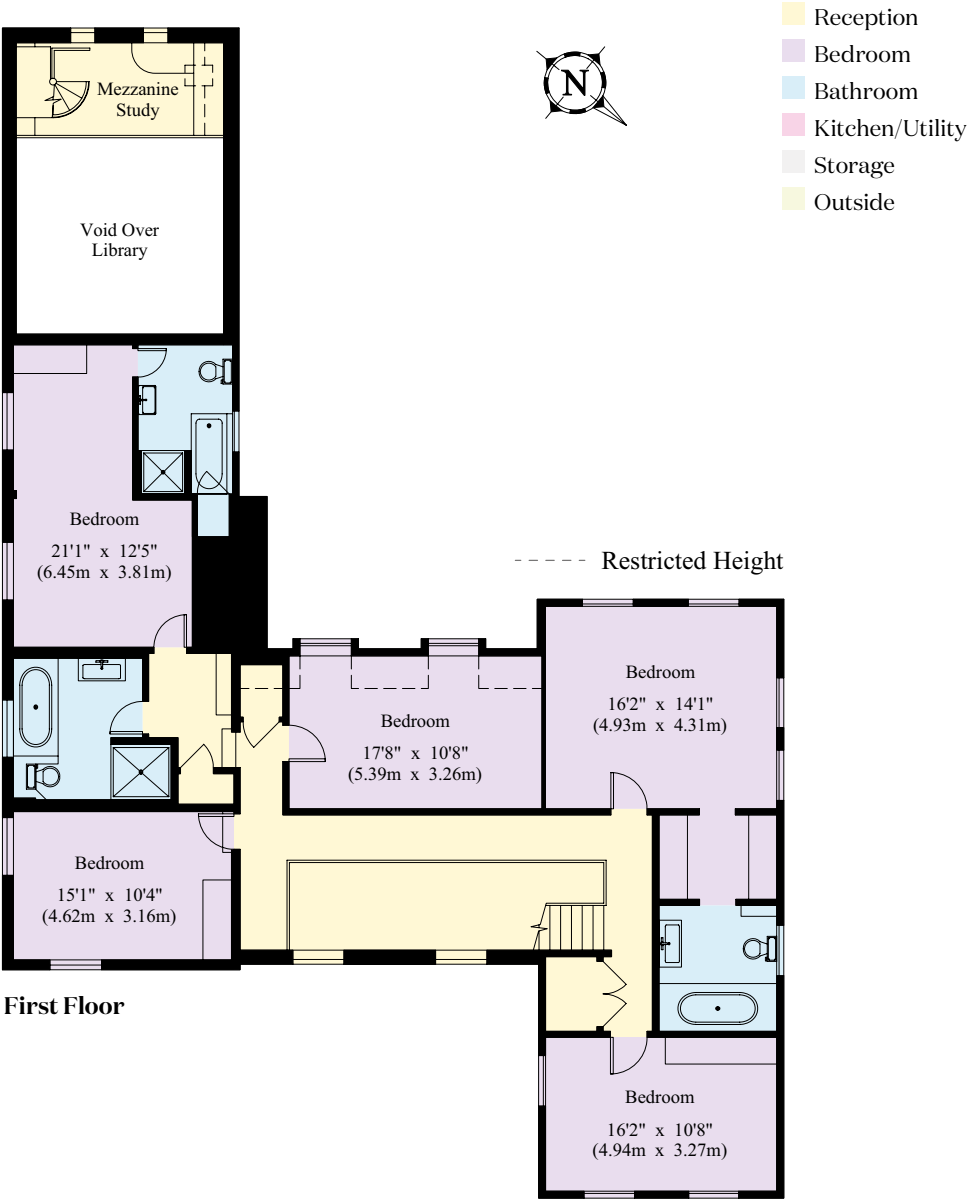 Reception
Bedroom
Bathroom
Kitchen/Utility
Storage
Outside
N
Mezzanine
Study
Void Over
Library
Bedroom
21'1" x 12'5"
(6.45m x 3.81m)
Restricted Height
Bedroom
17'8" x 10'8"
(5.39m x 3.26m)
Bedroom
16'2" x 14'1"
(4.93m x 4.31m)
Bedroom
15'1" x 10'4"
(4.62m x 3.16m)
First Floor
Bedroom
16'2" x 10'8"
(4.94m x 3.27m)